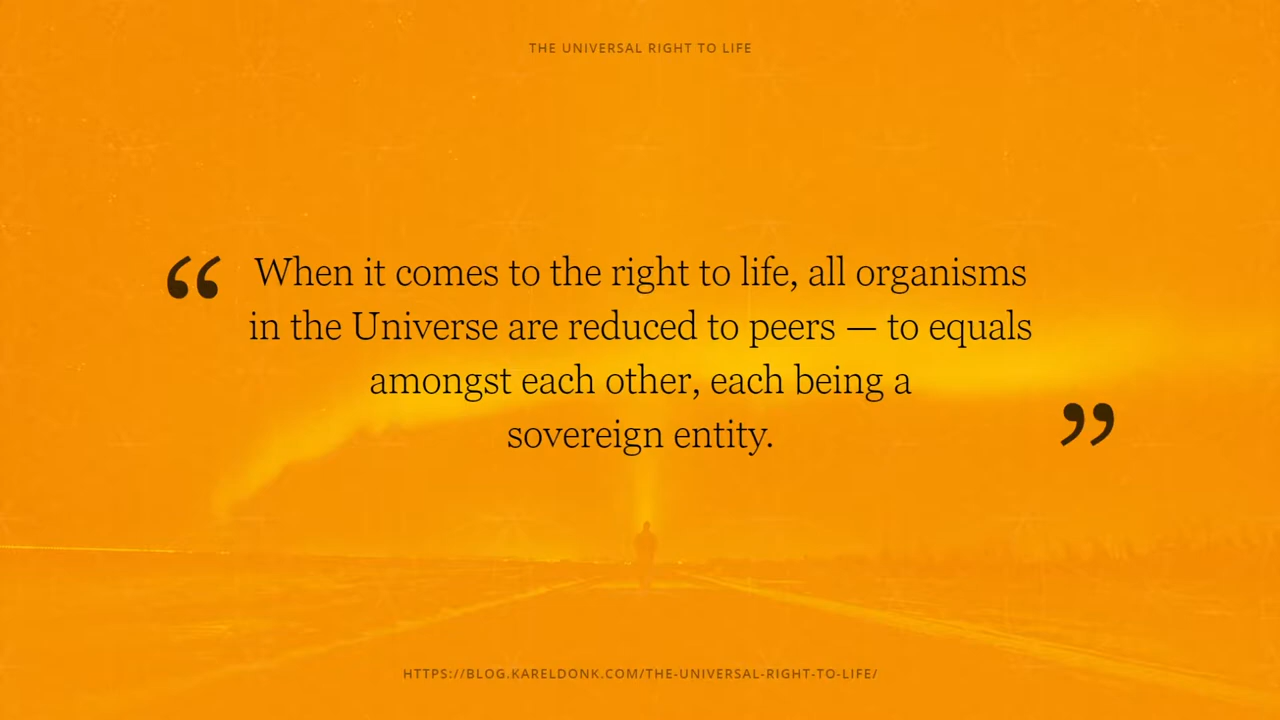 THE UNIVERSAL RIGHT TO LIFE
“ When it comes to the right to life, all organisms
in the Universe are reduced to peers — to equals
amongst each other, each being a
sovereign entity. ”
HTTPS://BLOG.KARELDONK.COM/THE-UNIVERSAL-RIGHT-TO-LIFE/